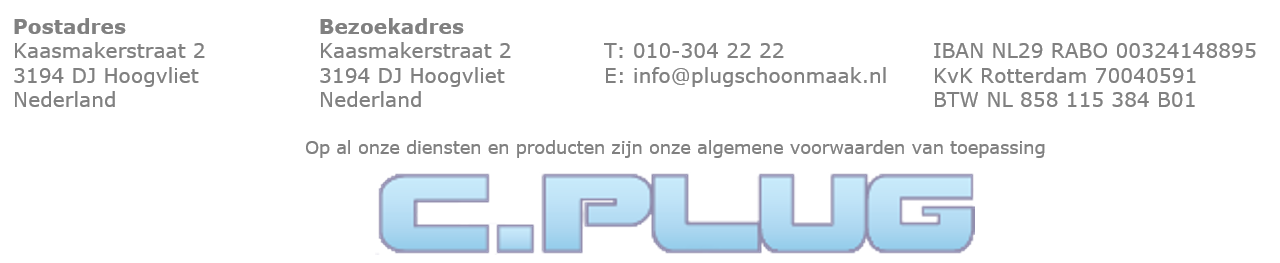 Postadres
Kaasmakerstraat 2
3194 DJ Hoogvliet
Nederland
Bezoekadres
Kaasmakerstraat 2
3194 DJ Hoogvliet
Nederland
T: 010-304 22 22
E: info@plugschoonmaak.nl
IBAN NL29 RABO 00324148895
KvK Rotterdam 70040591
BTW NL 858 115 384 B01
Op al onze diensten en producten zijn onze algemene voorwaarden van toepassing
C.PLUG